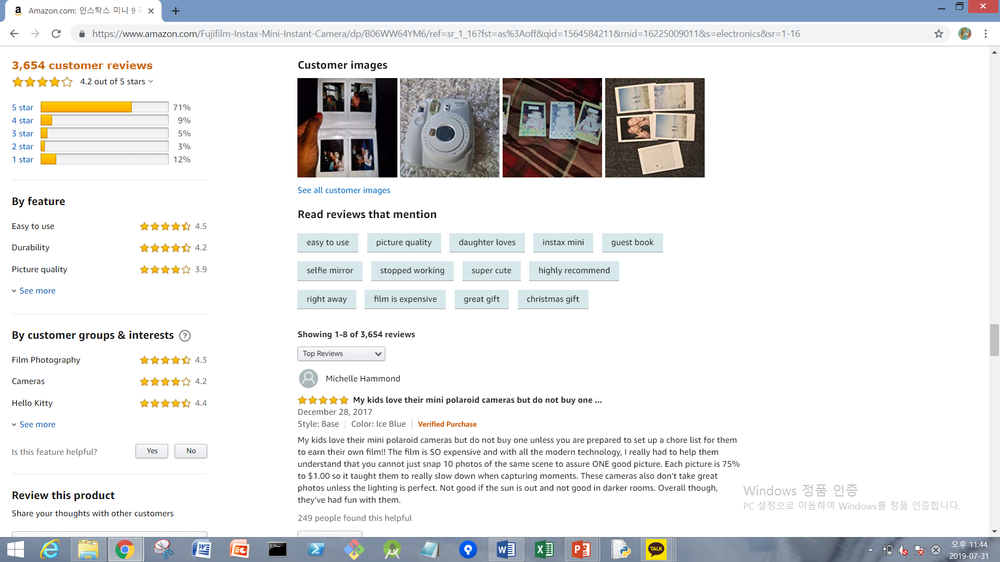 Amazon.com: 인스탁스 미니 9
https://www.amazon.com/Fujifilm-Instax-Mini-Instant-Camera/dp/B06WW64YM6/ref=sr_1_16?fst=as%3Aoff&qid=1564584211&rnid=16225009011&s=electronics&sr=1-16
3,654 customer reviews
4.2 out of 5 stars
5 star 71%
4 star 9%
3 star 5%
2 star 3%
1 star 12%
By feature
Easy to use 4.5
Durability 4.2
Picture quality 3.9
See more
By customer groups & interests ?
Film Photography 4.3
Cameras 4.2
Hello Kitty 4.4
See more
Is this feature helpful? Yes No
Review this product
Share your thoughts with other customers
Customer images
See all customer images
Read reviews that mention
easy to use picture quality daughter loves instax mini guest book
selfie mirror stopped working super cute highly recommend
right away film is expensive great gift christmas gift
Showing 1-8 of 3,654 reviews
Top Reviews
Michelle Hammond
My kids love their mini polaroid cameras but do not buy one ...
December 28, 2017
Style: Base Color: Ice Blue Verified Purchase
My kids love their mini polaroid cameras but do not buy one unless you are prepared to set up a chore list for them
to earn their own film!! The film is SO expensive and with all the modern technology, I really had to help them
understand that you cannot just snap 10 photos of the same scene to assure ONE good picture. Each picture is 75%
to $1.00 so it taught them to really slow down when capturing moments. These cameras also don't take great
photos unless the lighting is perfect. Not good if the sun is out and not good in darker rooms. Overall though,
they've had fun with them.
249 people found this helpful
Windows 정품 인증
PC 설정으로 이동하여 Windows를 정품 인증합니다.
TALK
오후 11:44
2019-07-31